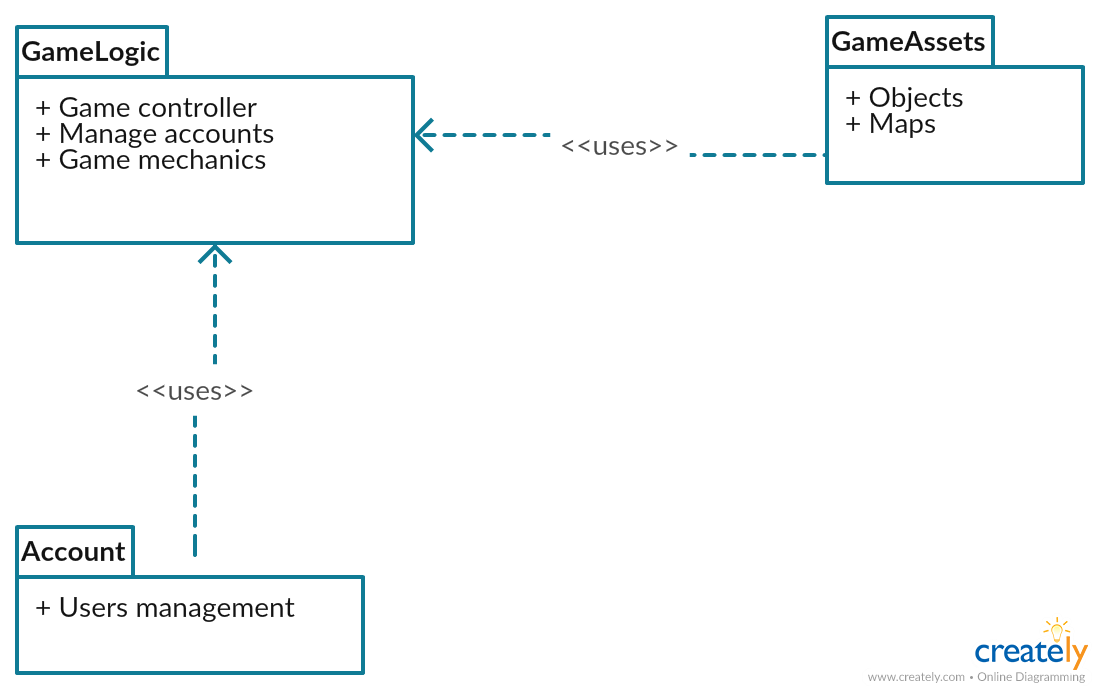 GameLogic
+ Game controller
+ Manage accounts
+ Game mechanics
<<uses>>
GameAssets
+ Objects
+ Maps
<<uses>>
Account
+ Users management
creately
www.creately.com • Online Diagramming